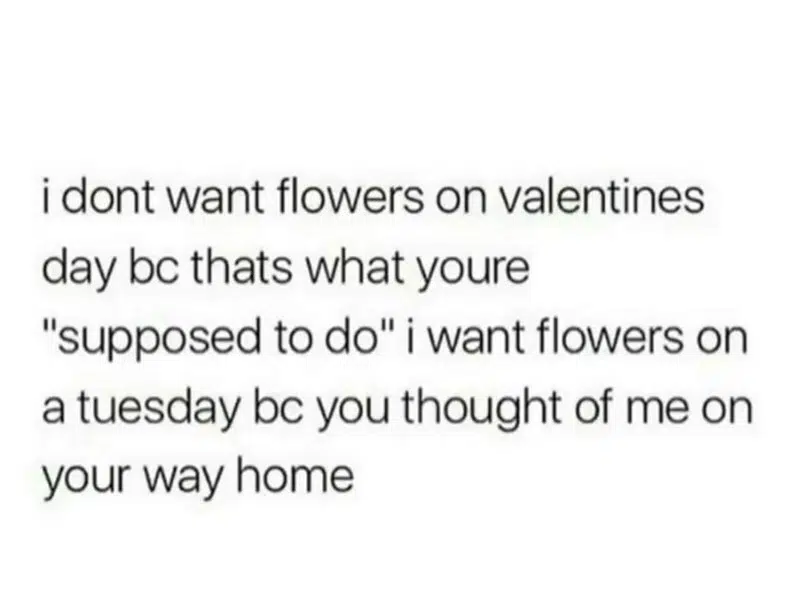 i dont want flowers on valentines
day bc thats what youre
"supposed to do" i want flowers on
a tuesday bc you thought of me on
your way home